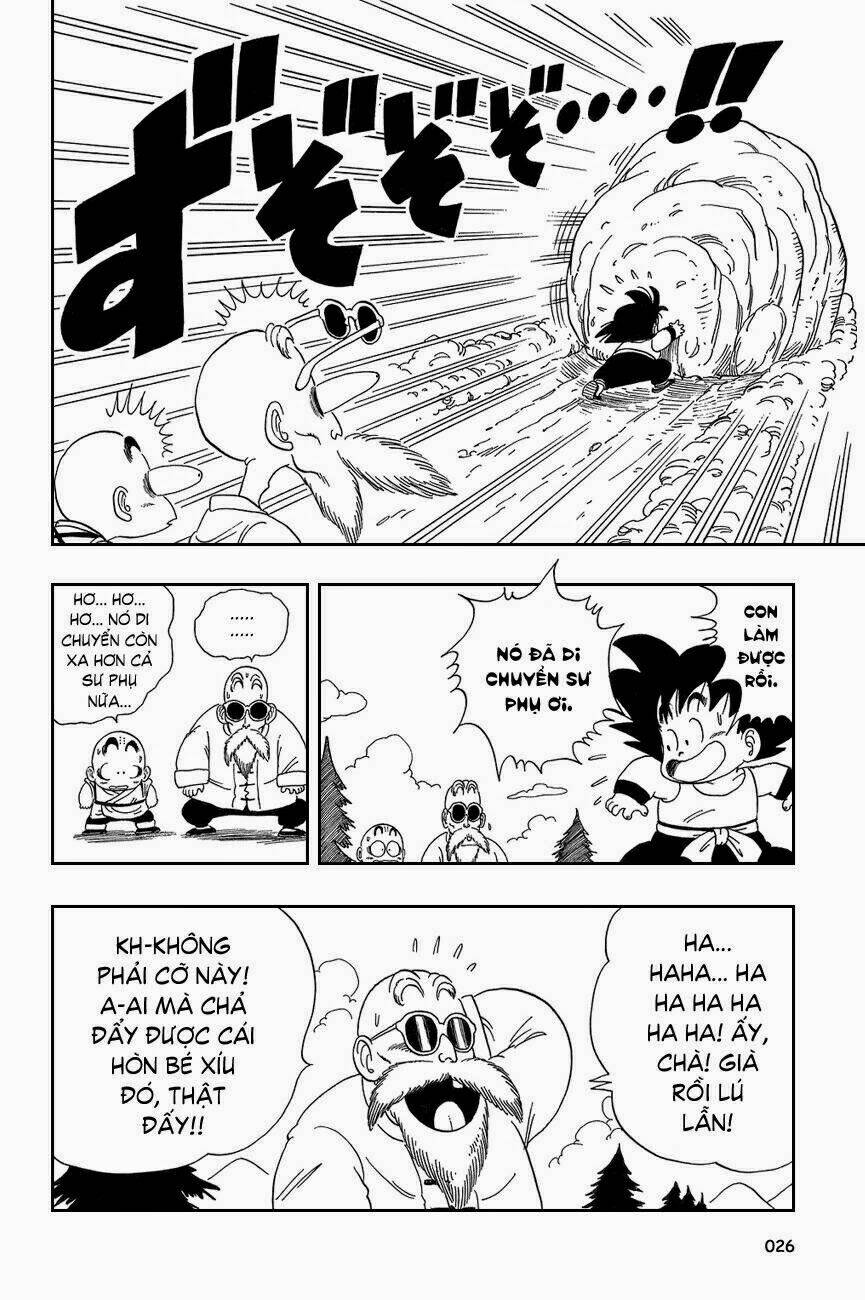 ずぞぞぞ‥‥!!
CON
LÀM
ĐƯỢC
RỒI.
NÓ ĐÃ DI
CHUYỂN SƯ
PHỤ ƠI.
.....
.....
HƠ... HƠ...
HƠ... NÓ DI
CHUYỂN CÒN
XA HƠN CẢ
SƯ PHỤ
NỮA...
HA...
HAHA... HA
HA HA HA
HA HA! ẤY,
CHÀ! GIÀ
RỒI LÚ
LẪN!
KH-KHÔNG
PHẢI CỠ NÀY!
A-AI MÀ CHẢ
ĐẨY ĐƯỢC CÁI
HÒN BÉ XÍU
ĐÓ, THẬT
ĐẤY!!
026